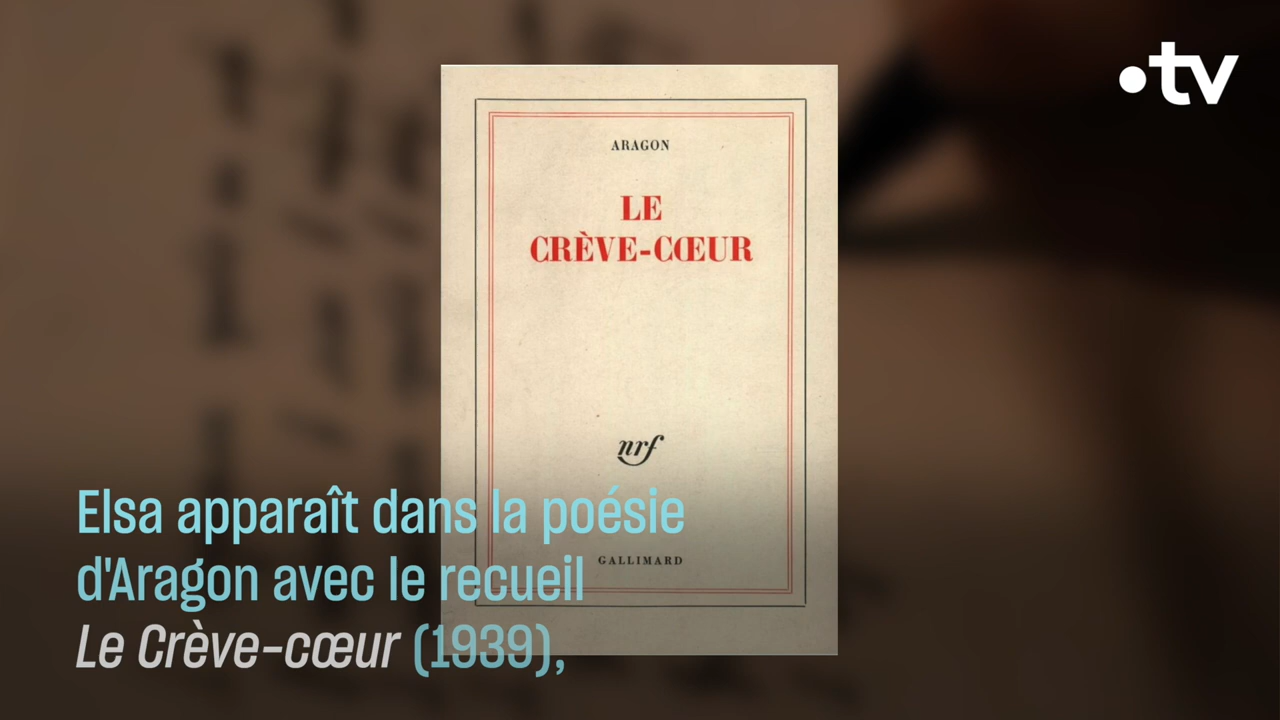 .tv
ARAGON
LE
CRÈVE-CŒUR
nrf
GALLIMARD
Elsa apparaît dans la poésie
d'Aragon avec le recueil
Le Crève-cœur (1939),